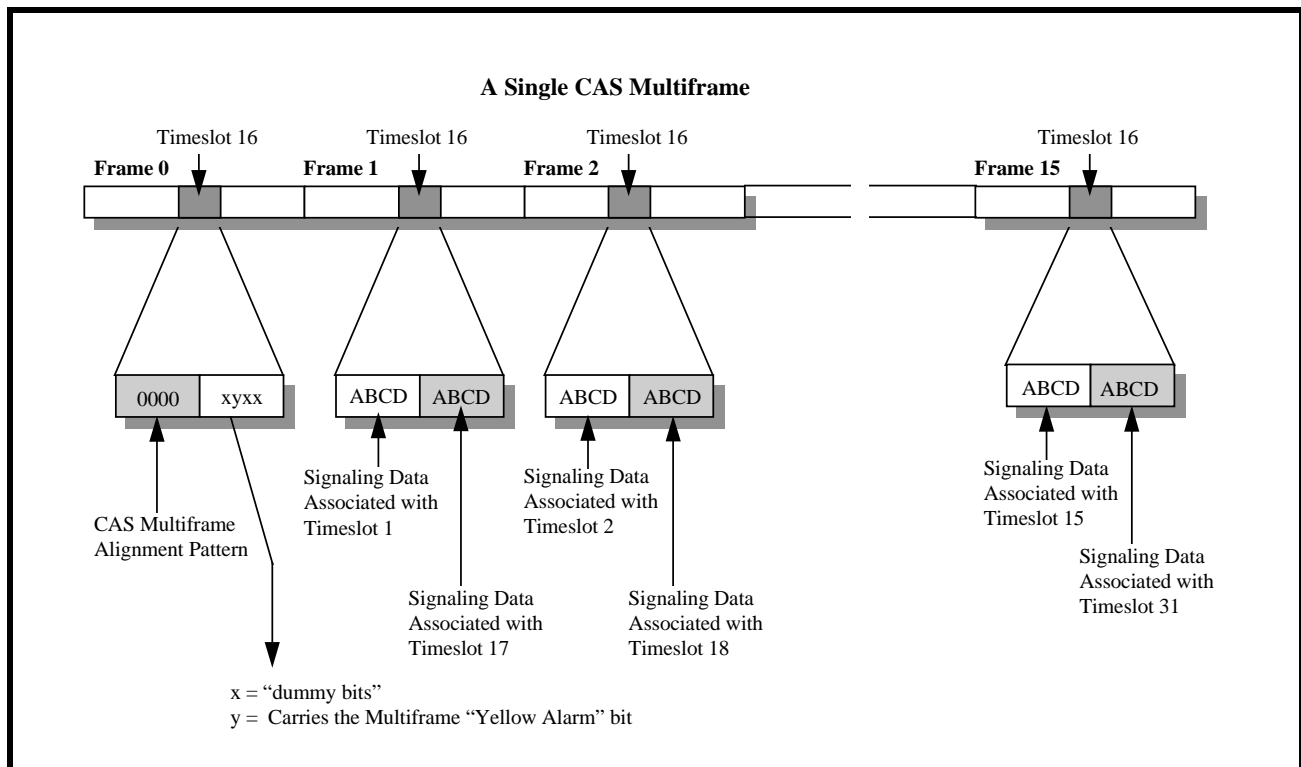 A Single CAS Multiframe
Timeslot 16
Timeslot 16
Timeslot 16
Timeslot 16
Frame 0
Frame 1
Frame 2
Frame 15
0000
xyxx
ABCD
ABCD
ABCD
ABCD
ABCD
ABCD
CAS Multiframe
Alignment Pattern
Signaling Data
Associated with
Timeslot 1
Signaling Data
Associated with
Timeslot 17
Signaling Data
Associated with
Timeslot 2
Signaling Data
Associated with
Timeslot 18
Signaling Data
Associated with
Timeslot 15
Signaling Data
Associated with
Timeslot 31
x = “dummy bits”
y =  Carries the Multiframe “Yellow Alarm” bit